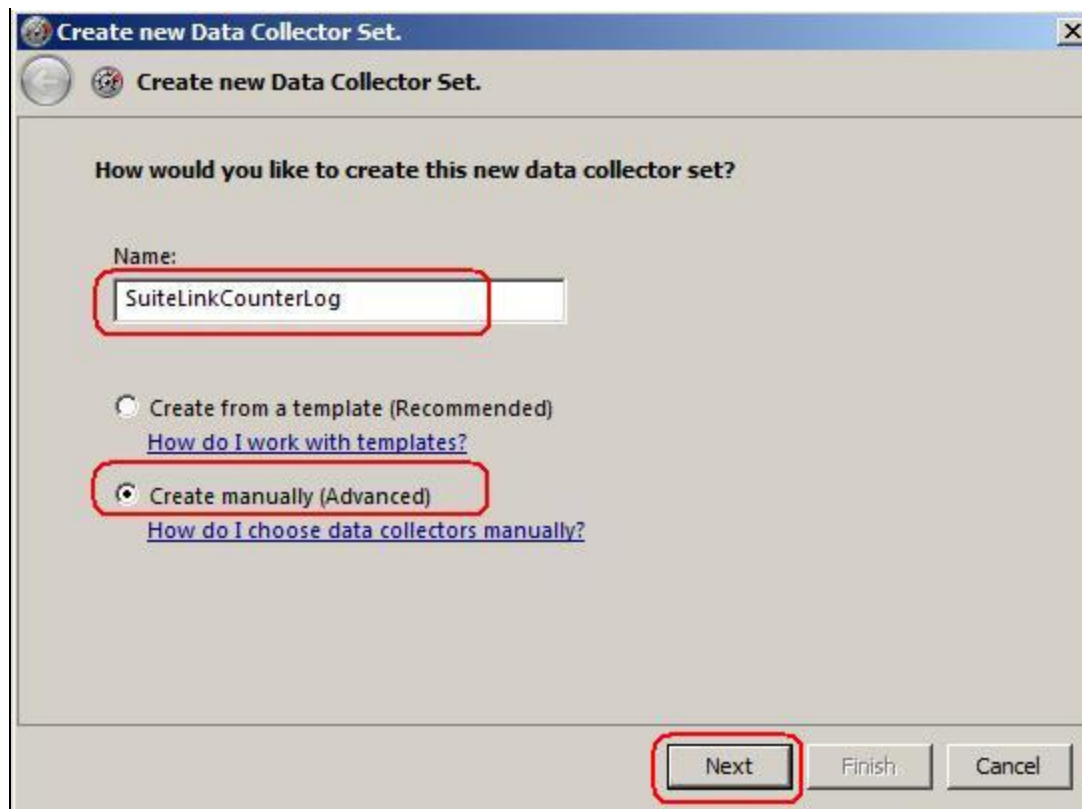 Create new Data Collector Set.
Create new Data Collector Set.
How would you like to create this new data collector set?
Name:
SuiteLinkCounterLog
Create from a template (Recommended)
How do I work with templates?
Create manually (Advanced)
How do I choose data collectors manually?
Next Finish Cancel